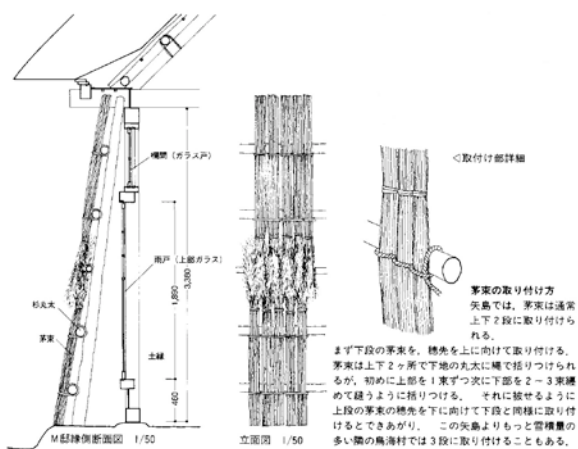 欄間（ガラス戸）
雨戸（上部ガラス）
1,890
3,380
杉丸太
茅束
土縁
460
M邸縁側断面図 1/50
立面図 1/50
◁取付け部詳細
茅束の取り付け方
矢島では，茅束は通常
上下2段に取り付けら
れる．
まず下段の茅束を，穂先を上に向けて取り付ける．
茅束は上下2ヶ所で下地の丸太に縄で括りつけられ
るが，初めに上部を1束ずつ次に下部を2～3束纏
めて縫うように括りつける． それに被せるように
上段の茅束の穂先を下に向けて下段と同様に取り付
けるとできあがり． この矢島よりもっと雪積量の
多い隣の鳥海村では3段に取り付けることもある．